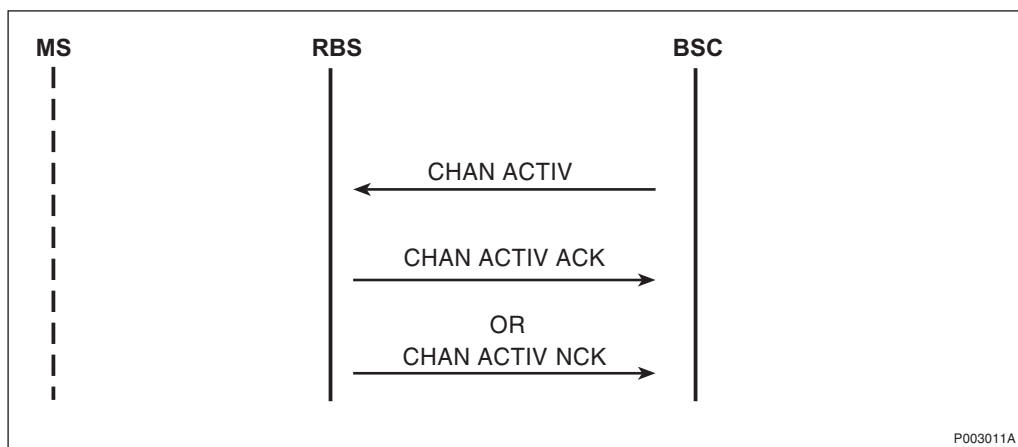 MS RBS BSC
CHAN ACTIV
CHAN ACTIV ACK
OR
CHAN ACTIV NCK
P003011A